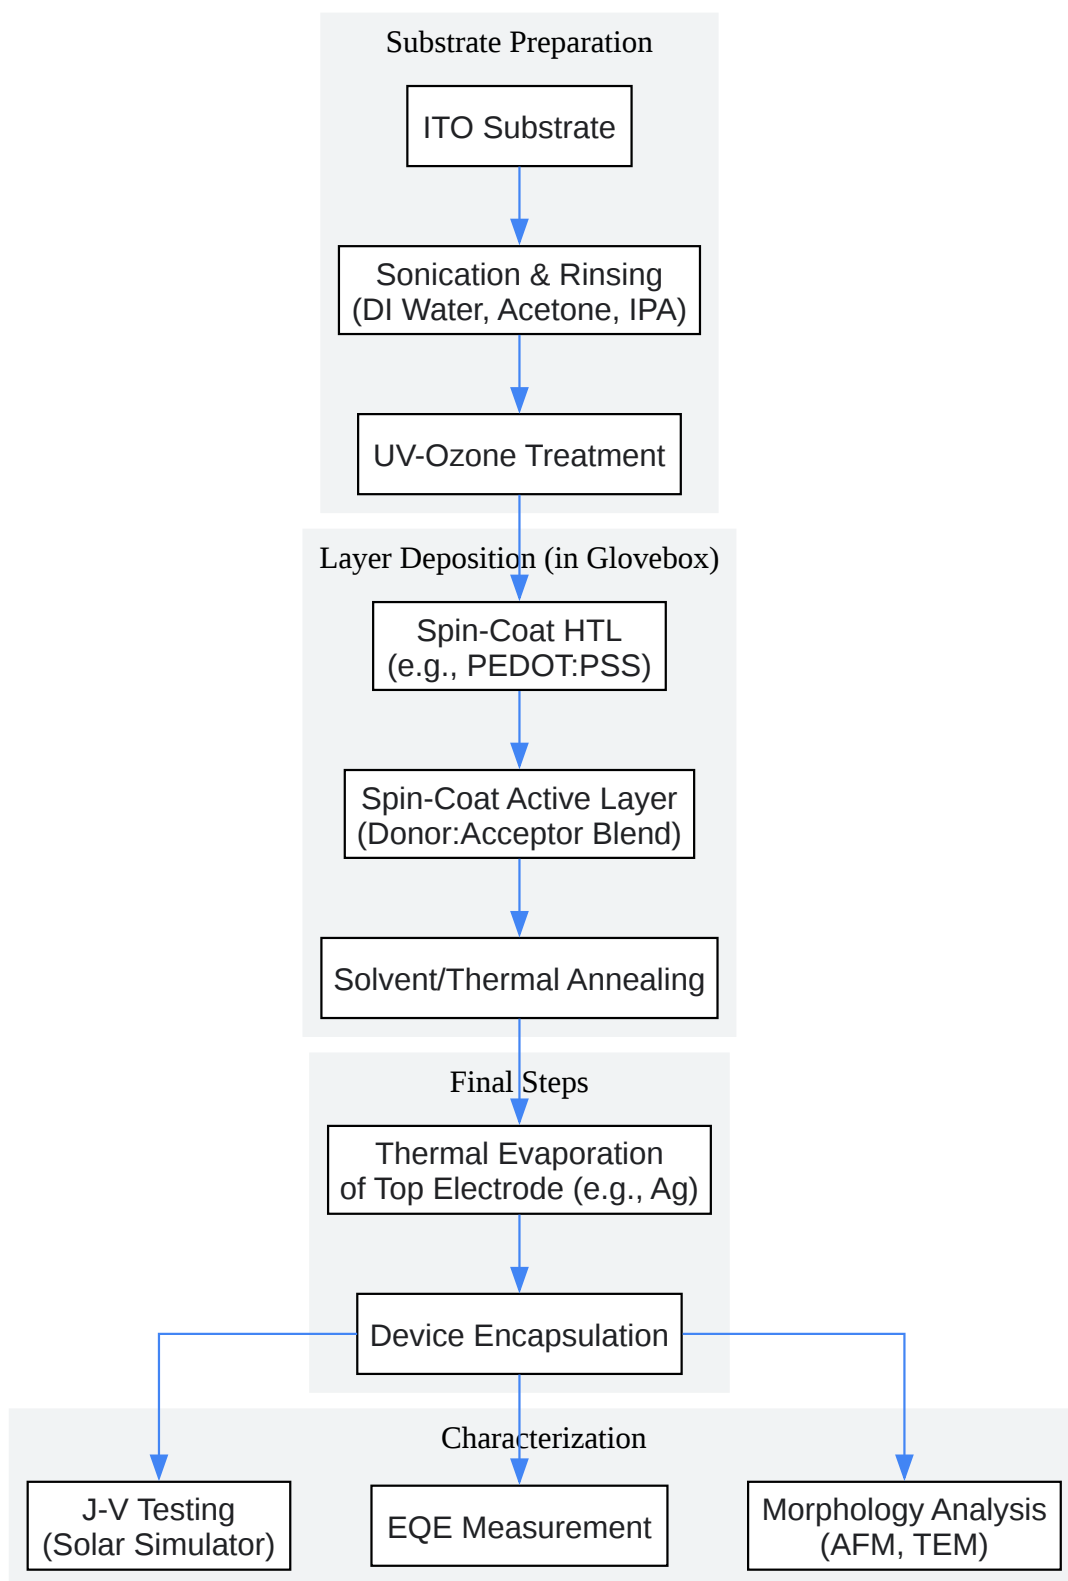 Substrate Preparation
ITO Substrate
Sonication & Rinsing
(DI Water, Acetone, IPA)
UV-Ozone Treatment
Layer Deposition (in Glovebox)
Spin-Coat HTL
(e.g., PEDOT:PSS)
Spin-Coat Active Layer
(Donor:Acceptor Blend)
Solvent/Thermal Annealing
Final Steps
Thermal Evaporation
of Top Electrode (e.g., Ag)
Device Encapsulation
Characterization
J-V Testing
(Solar Simulator)
EQE Measurement
Morphology Analysis
(AFM, TEM)